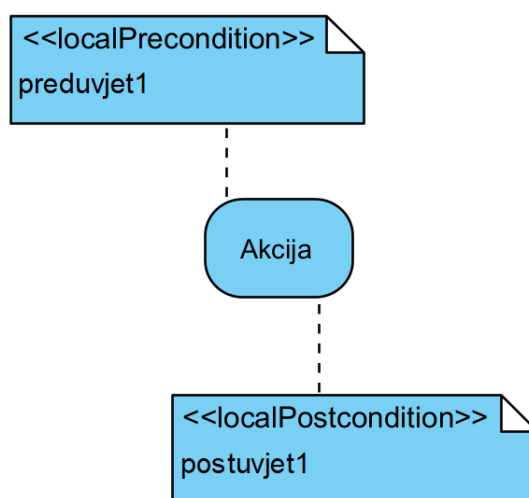 <<localPrecondition>>
preduvjet1
Akcija
<<localPostcondition>>
postuvjet1